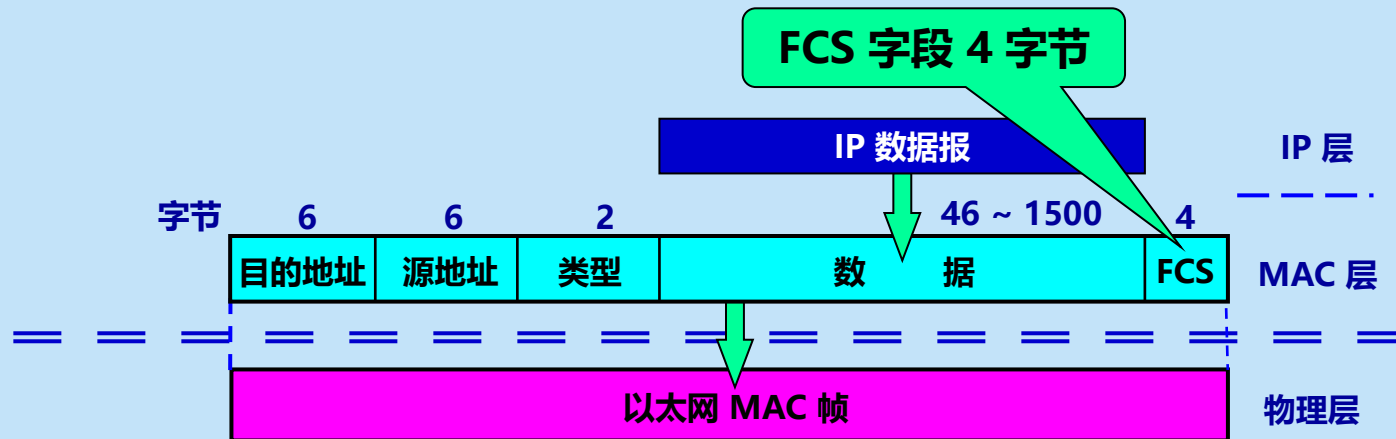 FCS 字段 4 字节
IP 数据报
IP 层
字节 6 6 2 46 ~ 1500 4
目的地址 源地址 类型 数 据 FCS MAC 层
以太网 MAC 帧 物理层